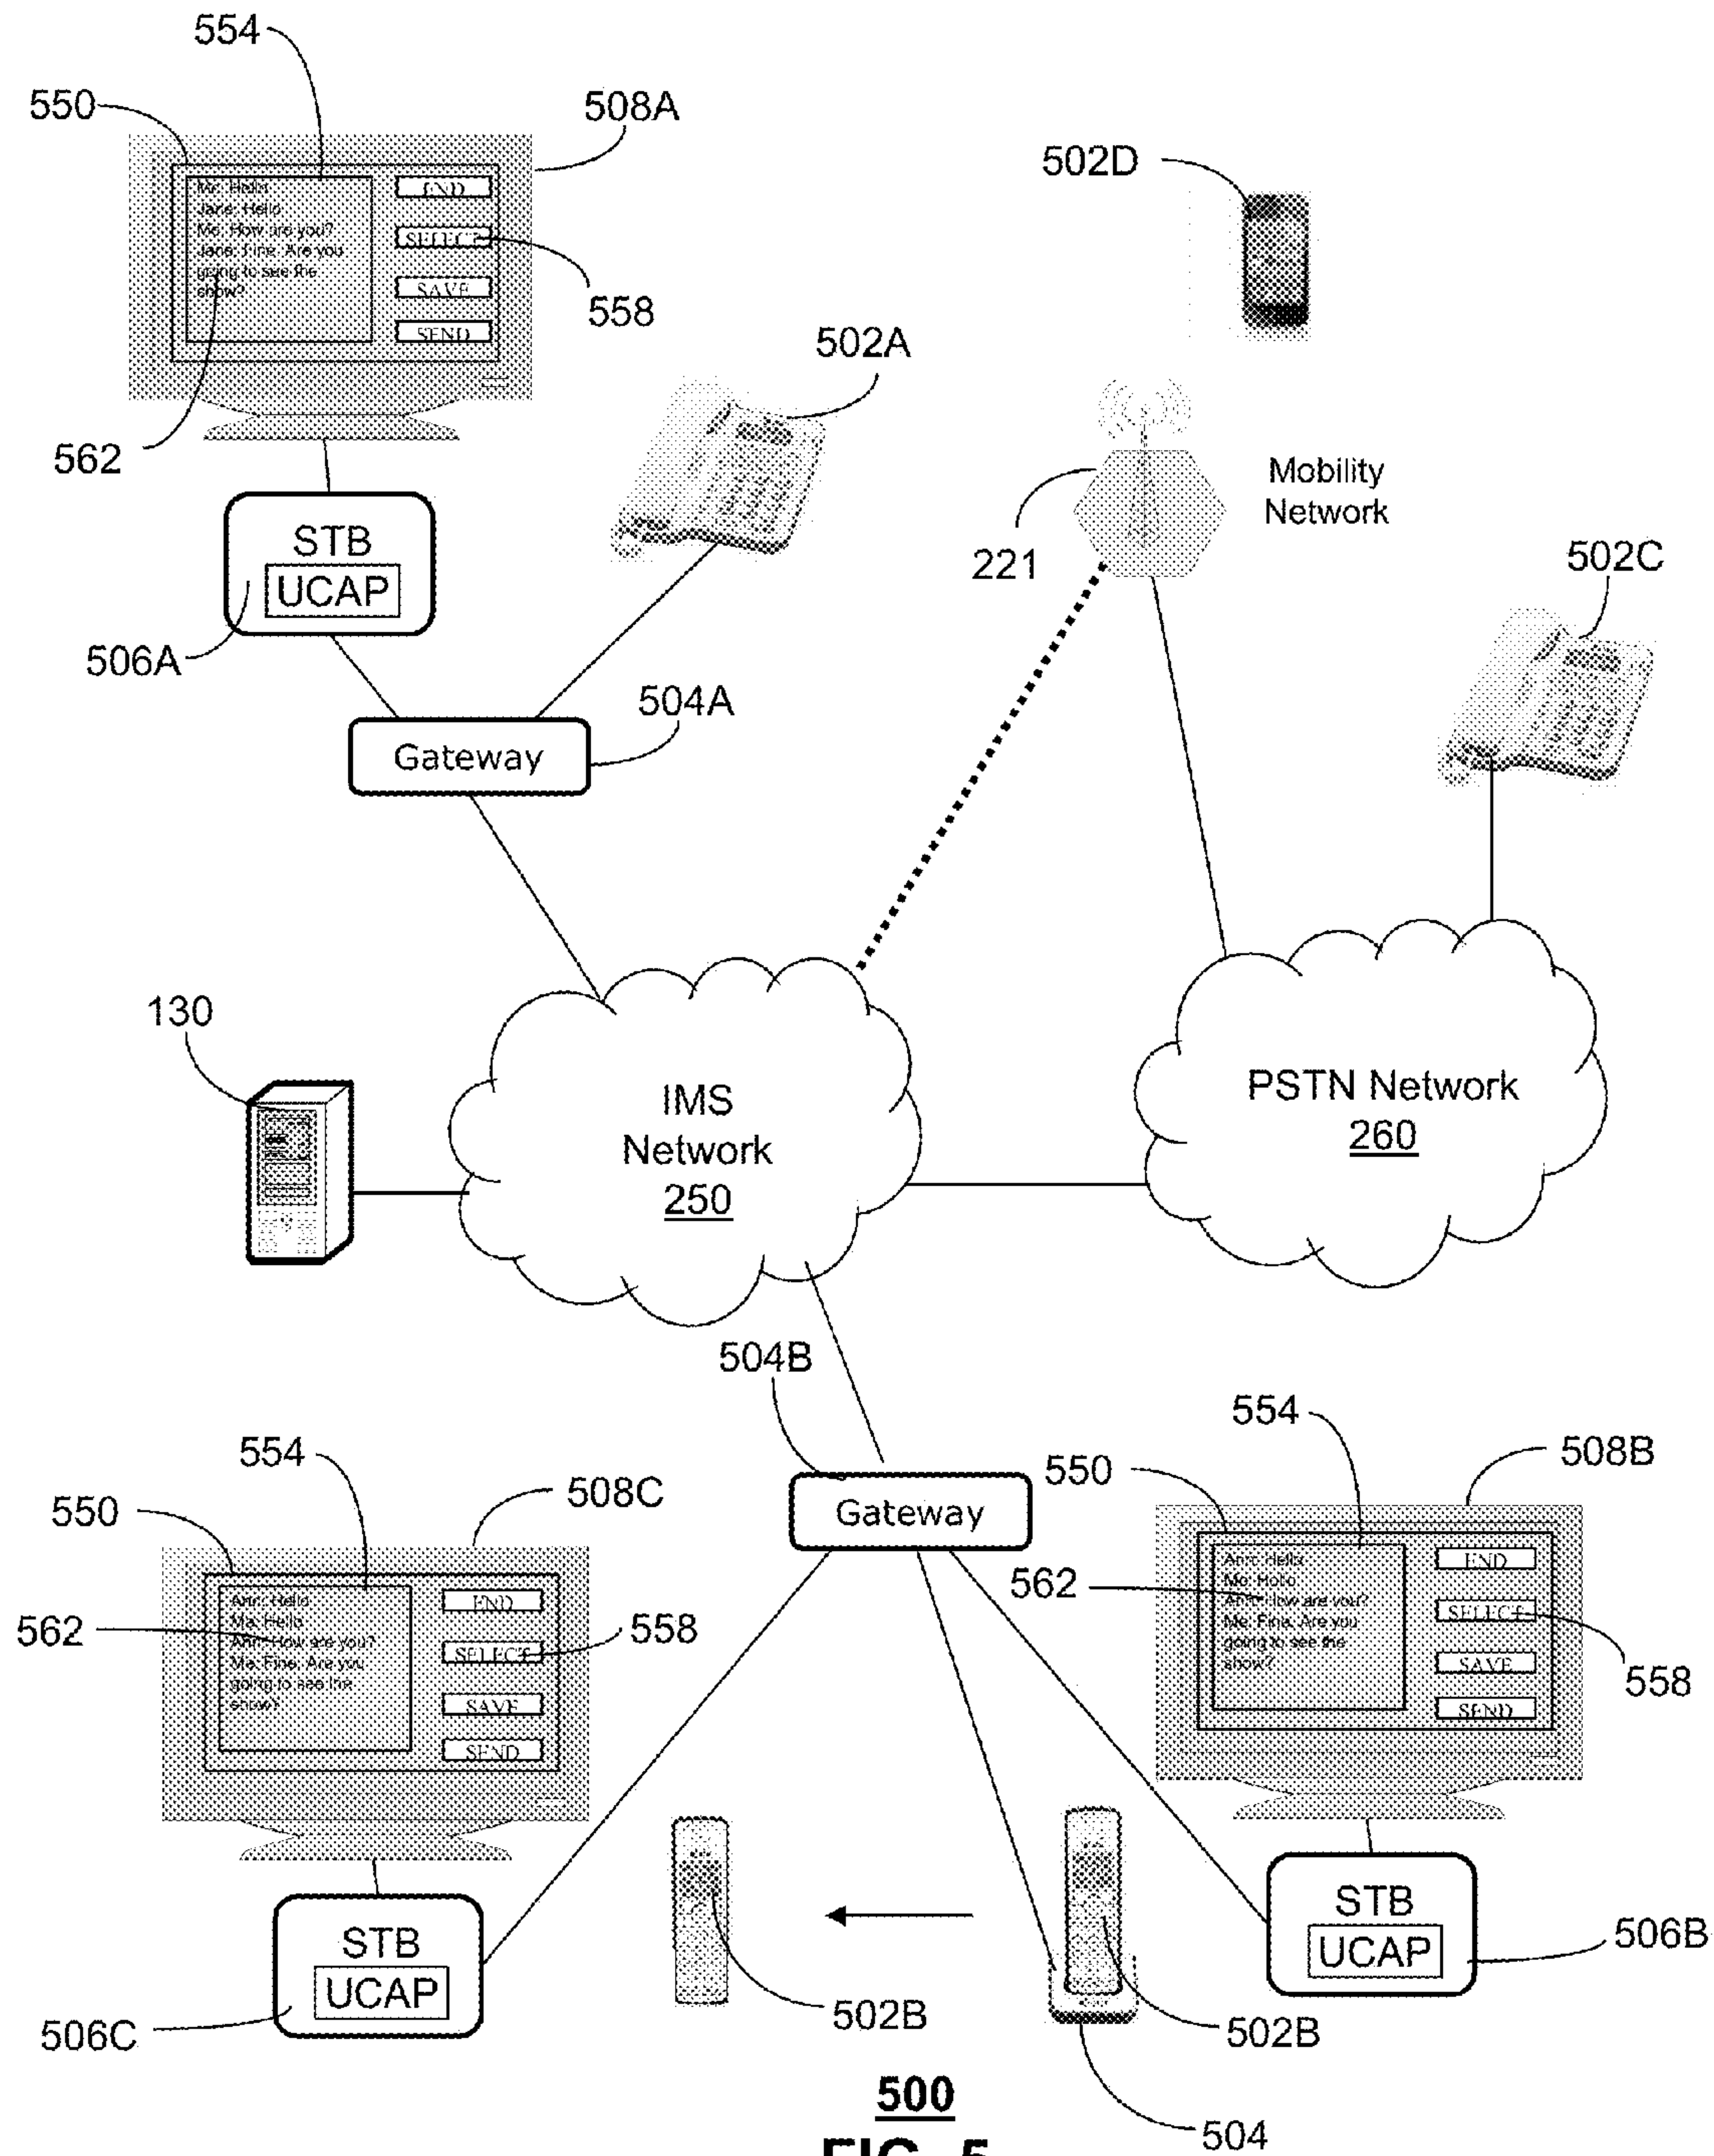 554
550
508A
Me: Hello
Jane: Hello
Me: How are you?
Jane: Fine. Are you
going to see the
show?
END
SELECT
SAVE
SEND
558
562
502D
502A
221
Mobility
Network
502C
STB
UCAP
506A
504A
Gateway
130
IMS
Network
250
PSTN Network
260
504B
Gateway
554
550
508C
Ann: Hello
Me: Hello
Ann: How are you?
Me: Fine. Are you
going to see the
show?
END
SELECT
SAVE
SEND
562
558
554
550
508B
Ann: Hello
Me: Hello
Ann: How are you?
Me: Fine. Are you
going to see the
show?
END
SELECT
SAVE
SEND
562
558
STB
UCAP
506C
502B
502B
STB
UCAP
506B
504
500
FIG. 5